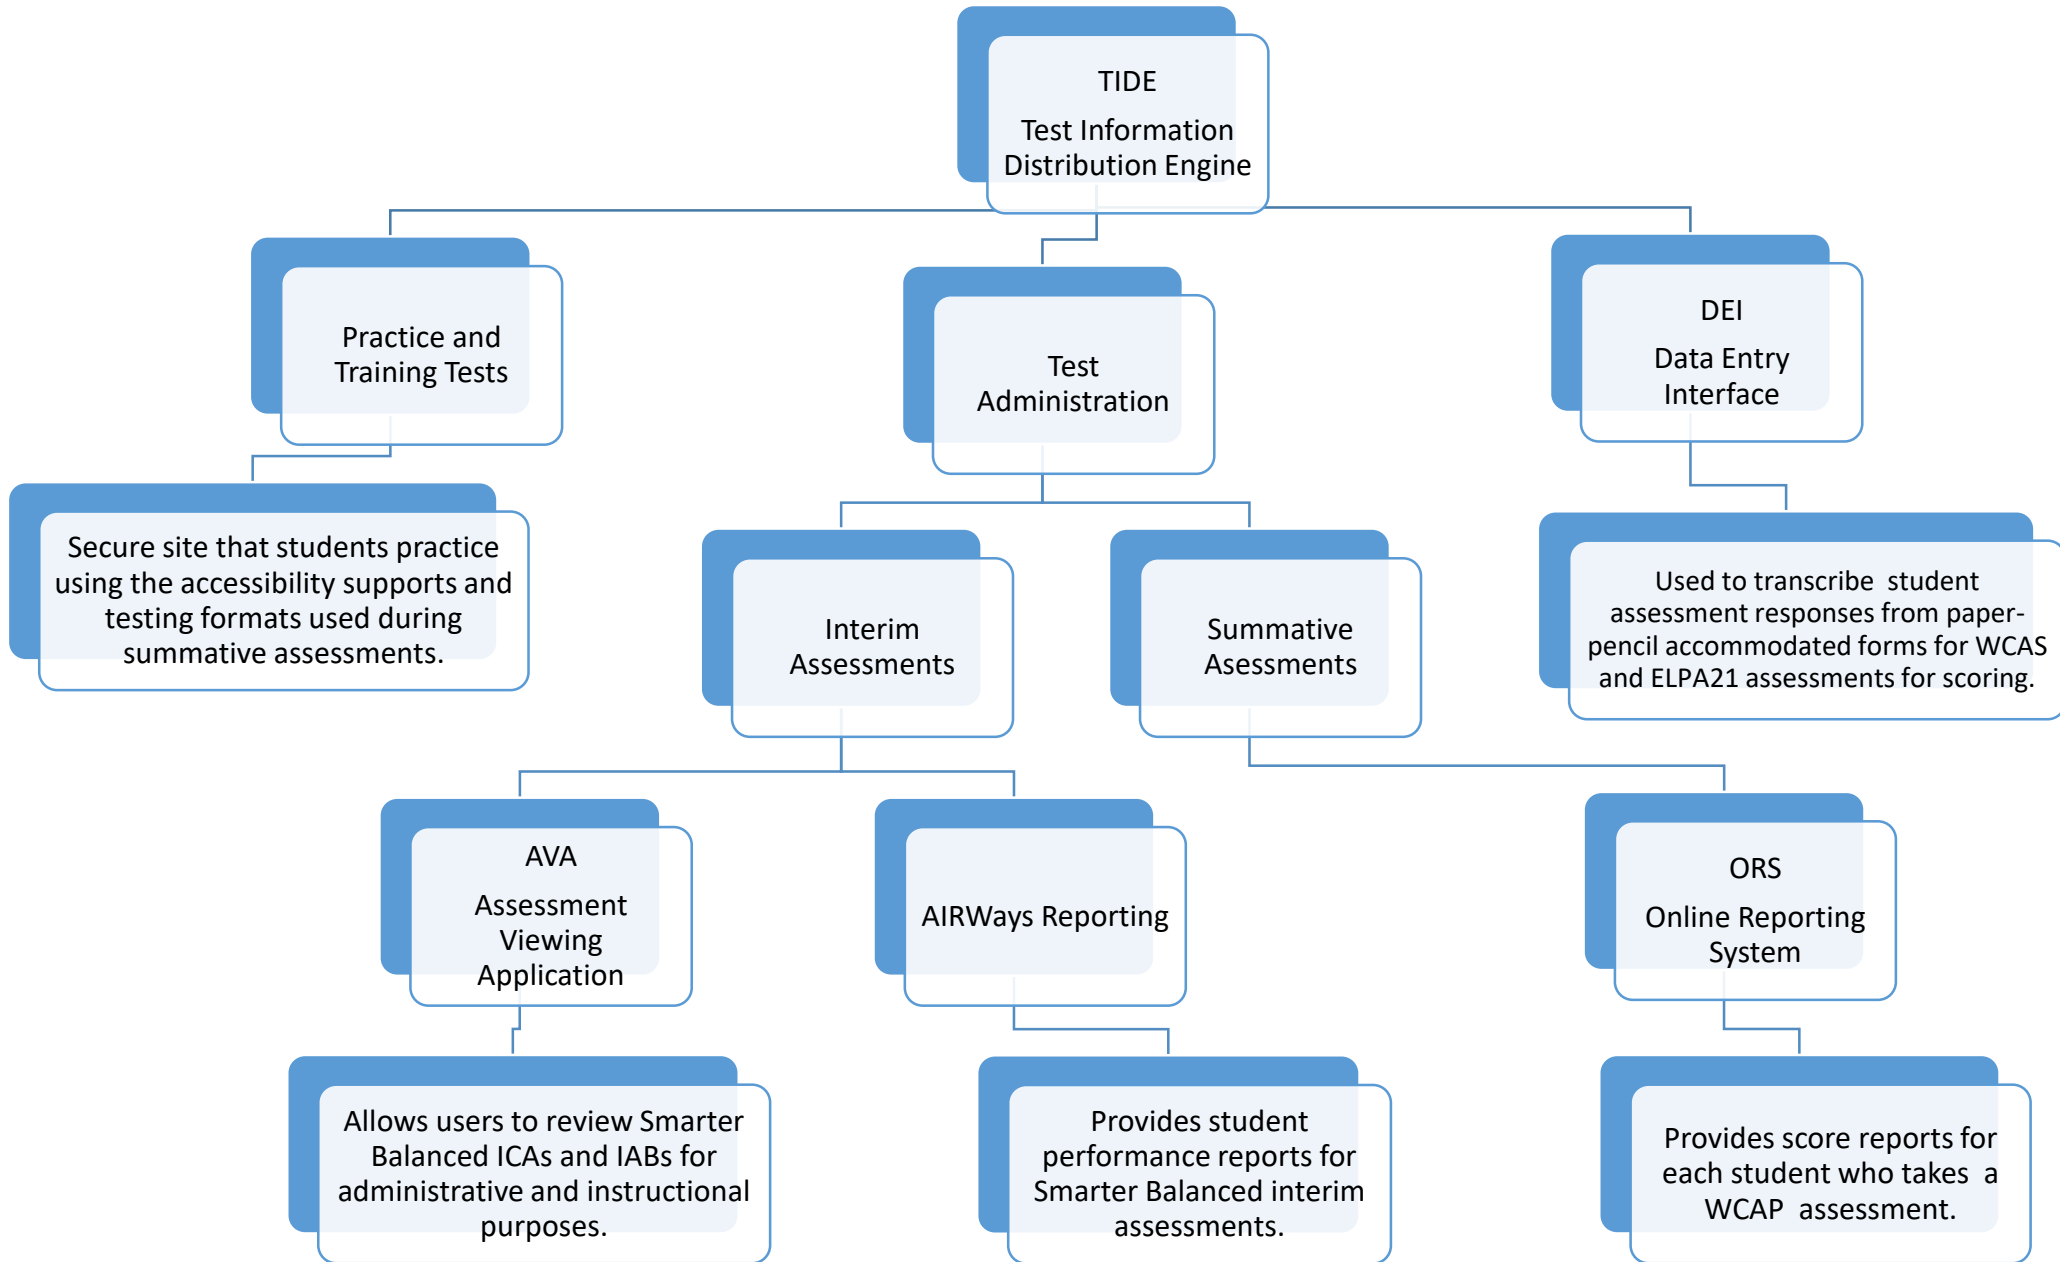 TIDE
Test Information
Distribution Engine
Practice and
Training Tests
Test
Administration
DEI
Data Entry
Interface
Secure site that students practice
using the accessibility supports and
testing formats used during
summative assessments.
Interim
Assessments
Summative
Asessments
Used to transcribe  student
assessment responses from paper-
pencil accommodated forms for WCAS
and ELPA21 assessments for scoring.
AVA
Assessment
Viewing
Application
AIRWays Reporting
ORS
Online Reporting
System
Allows users to review Smarter
Balanced ICAs and IABs for
administrative and instructional
purposes.
Provides student
performance reports for
Smarter Balanced interim
assessments.
Provides score reports for
each student who takes  a
WCAP  assessment.